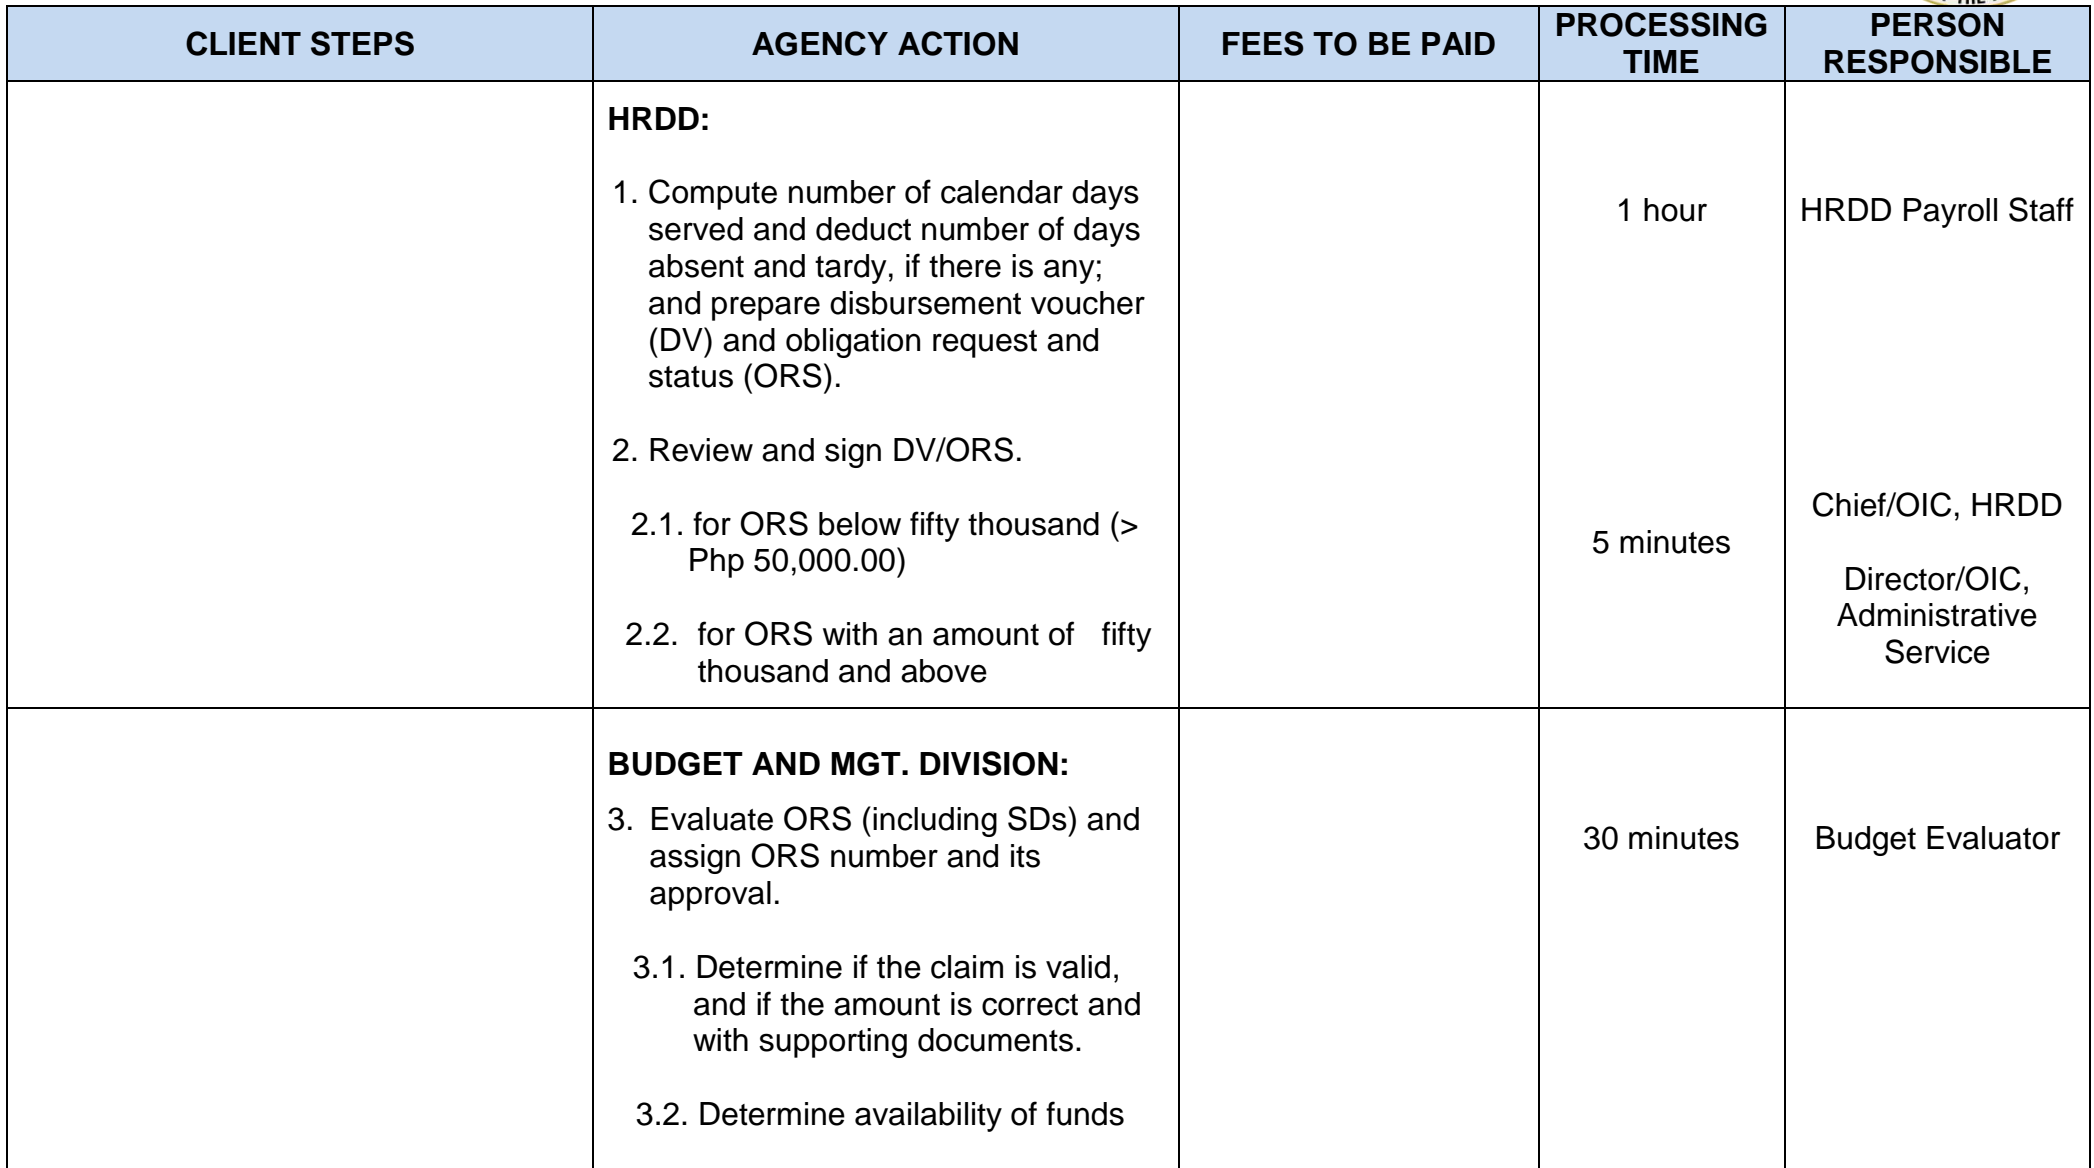 THE
CLIENT STEPS
AGENCY ACTION
FEES TO BE PAID
PROCESSING
TIME
PERSON
RESPONSIBLE
HRDD:
1. Compute number of calendar days
served and deduct number of days
absent and tardy, if there is any;
and prepare disbursement voucher
(DV) and obligation request and
status (ORS).
1 hour
HRDD Payroll Staff
2. Review and sign DV/ORS.
2.1. for ORS below fifty thousand (>
Php 50,000.00)
2.2. for ORS with an amount of fifty
thousand and above
5 minutes
Chief/OIC, HRDD
Director/OIC,
Administrative
Service
BUDGET AND MGT. DIVISION:
3. Evaluate ORS (including SDs) and
assign ORS number and its
approval.
3.1. Determine if the claim is valid,
and if the amount is correct and
with supporting documents.
3.2. Determine availability of funds
30 minutes
Budget Evaluator